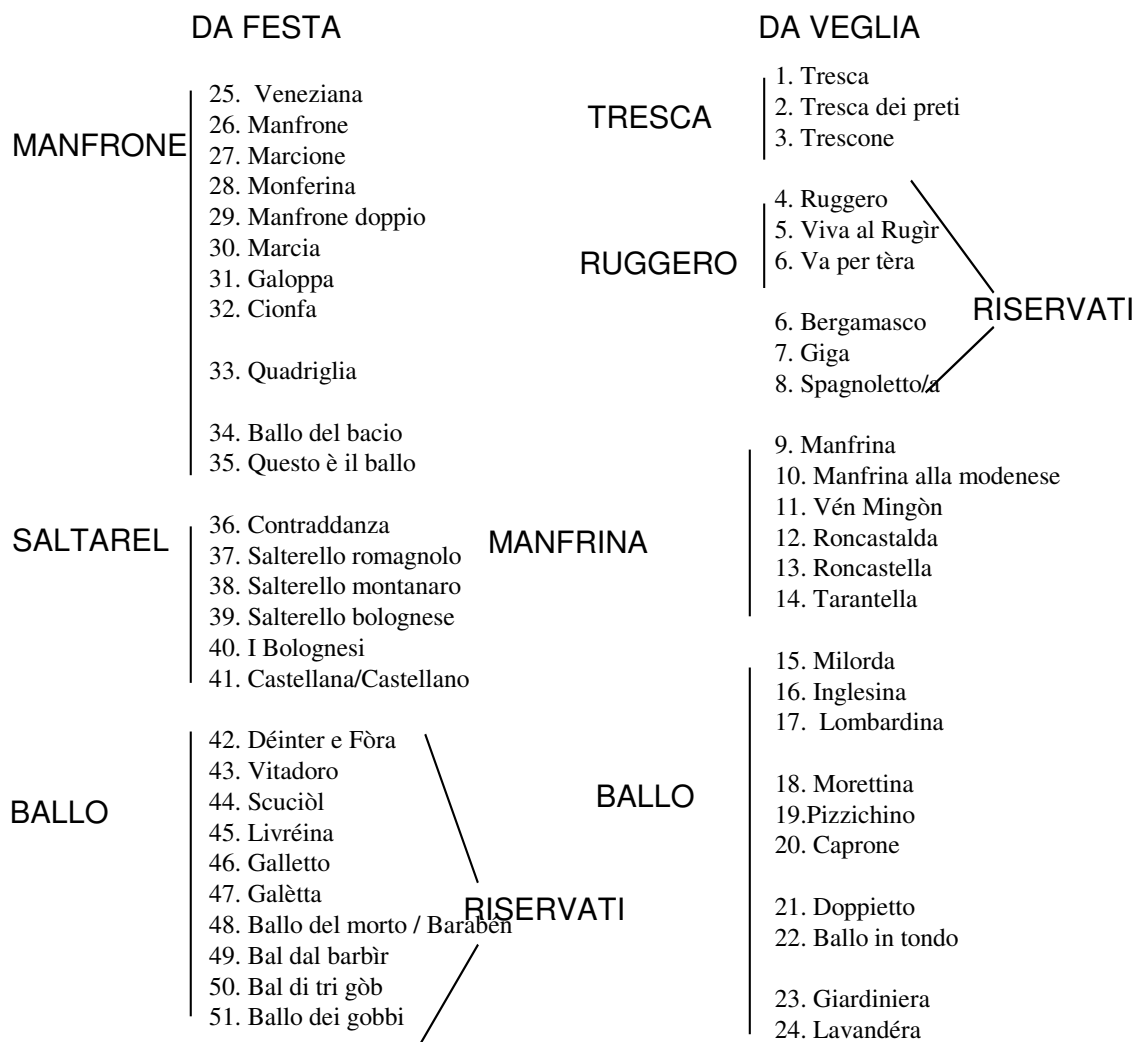 DA FESTA
MANFRONE
25. Veneziana
26. Manfrone
27. Marcione
28. Monferina
29. Manfrone doppio
30. Marcia
31. Galoppa
32. Cionfa
33. Quadriglia
34. Ballo del bacio
35. Questo è il ballo
SALTAREL
36. Contraddanza
37. Salterello romagnolo
38. Salterello montanaro
39. Salterello bolognese
40. I Bolognesi
41. Castellana/Castellano
BALLO
42. Déinter e Fòra
43. Vitadoro
44. Scuciòl
45. Livréina
46. Galletto
47. Galètta
48. Ballo del morto / Barabén
49. Bal dal barbìr
50. Bal di tri gòb
51. Ballo dei gobbi
RISERVATI
DA VEGLIA
TRESCA
1. Tresca
2. Tresca dei preti
3. Trescone
RUGGERO
4. Ruggero
5. Viva al Rugìr
6. Va per tèra
6. Bergamasco
7. Giga
8. Spagnoletto/a
RISERVATI
MANFRINA
9. Manfrina
10. Manfrina alla modenese
11. Vén Mingòn
12. Roncastalda
13. Roncastella
14. Tarantella
BALLO
15. Milorda
16. Inglesina
17. Lombardina
18. Morettina
19.Pizzichino
20. Caprone
21. Doppietto
22. Ballo in tondo
23. Giardiniera
24. Lavandéra